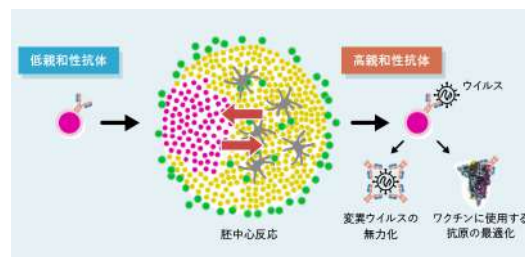 低親和性抗体
高親和性抗体
ウイルス
胚中心反応
変異ウイルスの
無力化
ワクチンに使用する
抗原の最適化